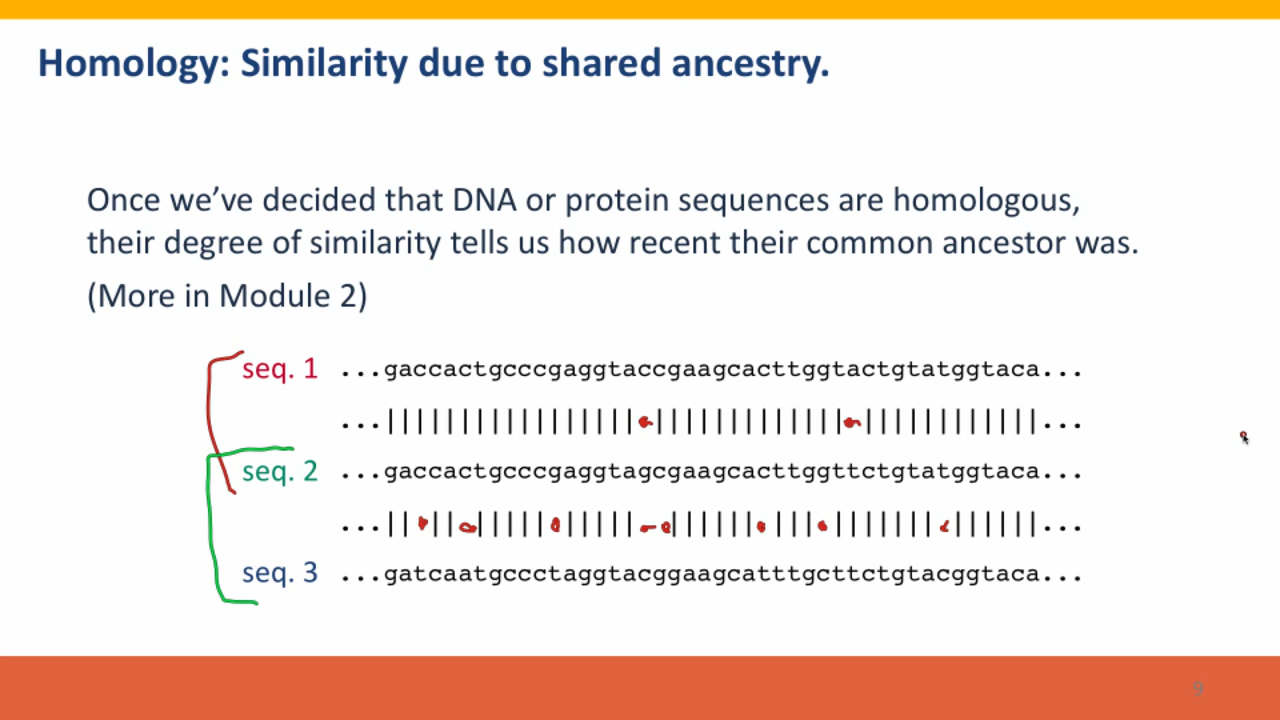 Homology: Similarity due to shared ancestry.
Once we've decided that DNA or protein sequences are homologous,
their degree of similarity tells us how recent their common ancestor was.
(More in Module 2)
seq. 1 ...gaccactgcccgaggtaccgaagcacttggtactgtatggtaca...
...||||||||||||||||| ||||||||||||| ||||||||||||...
seq. 2 ...gaccactgcccgaggtagcgaagcacttggttctgtatggtaca...
...|| || ||||| ||||| |||||| ||| |||||||| ||||||...
seq. 3 ...gatcaatgccctaggtacggaagcatttgcttctgtacggtaca...
9